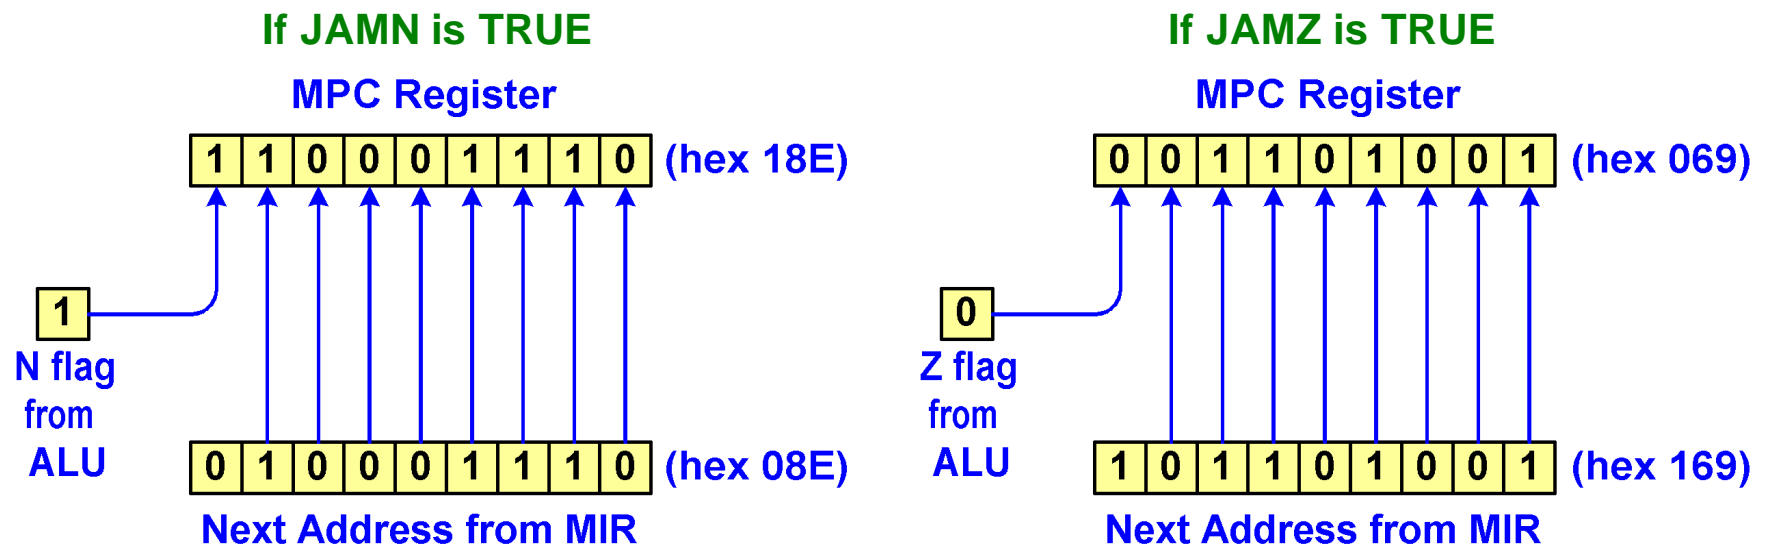 If JAMN is TRUE
MPC Register
1 1 0 0 0 1 1 1 0 (hex 18E)
1
N flag
from
ALU
0 1 0 0 0 1 1 1 0 (hex 08E)
Next Address from MIR
If JAMZ is TRUE
MPC Register
0 0 1 1 0 1 0 0 1 (hex 069)
0
Z flag
from
ALU
1 0 1 1 0 1 0 0 1 (hex 169)
Next Address from MIR